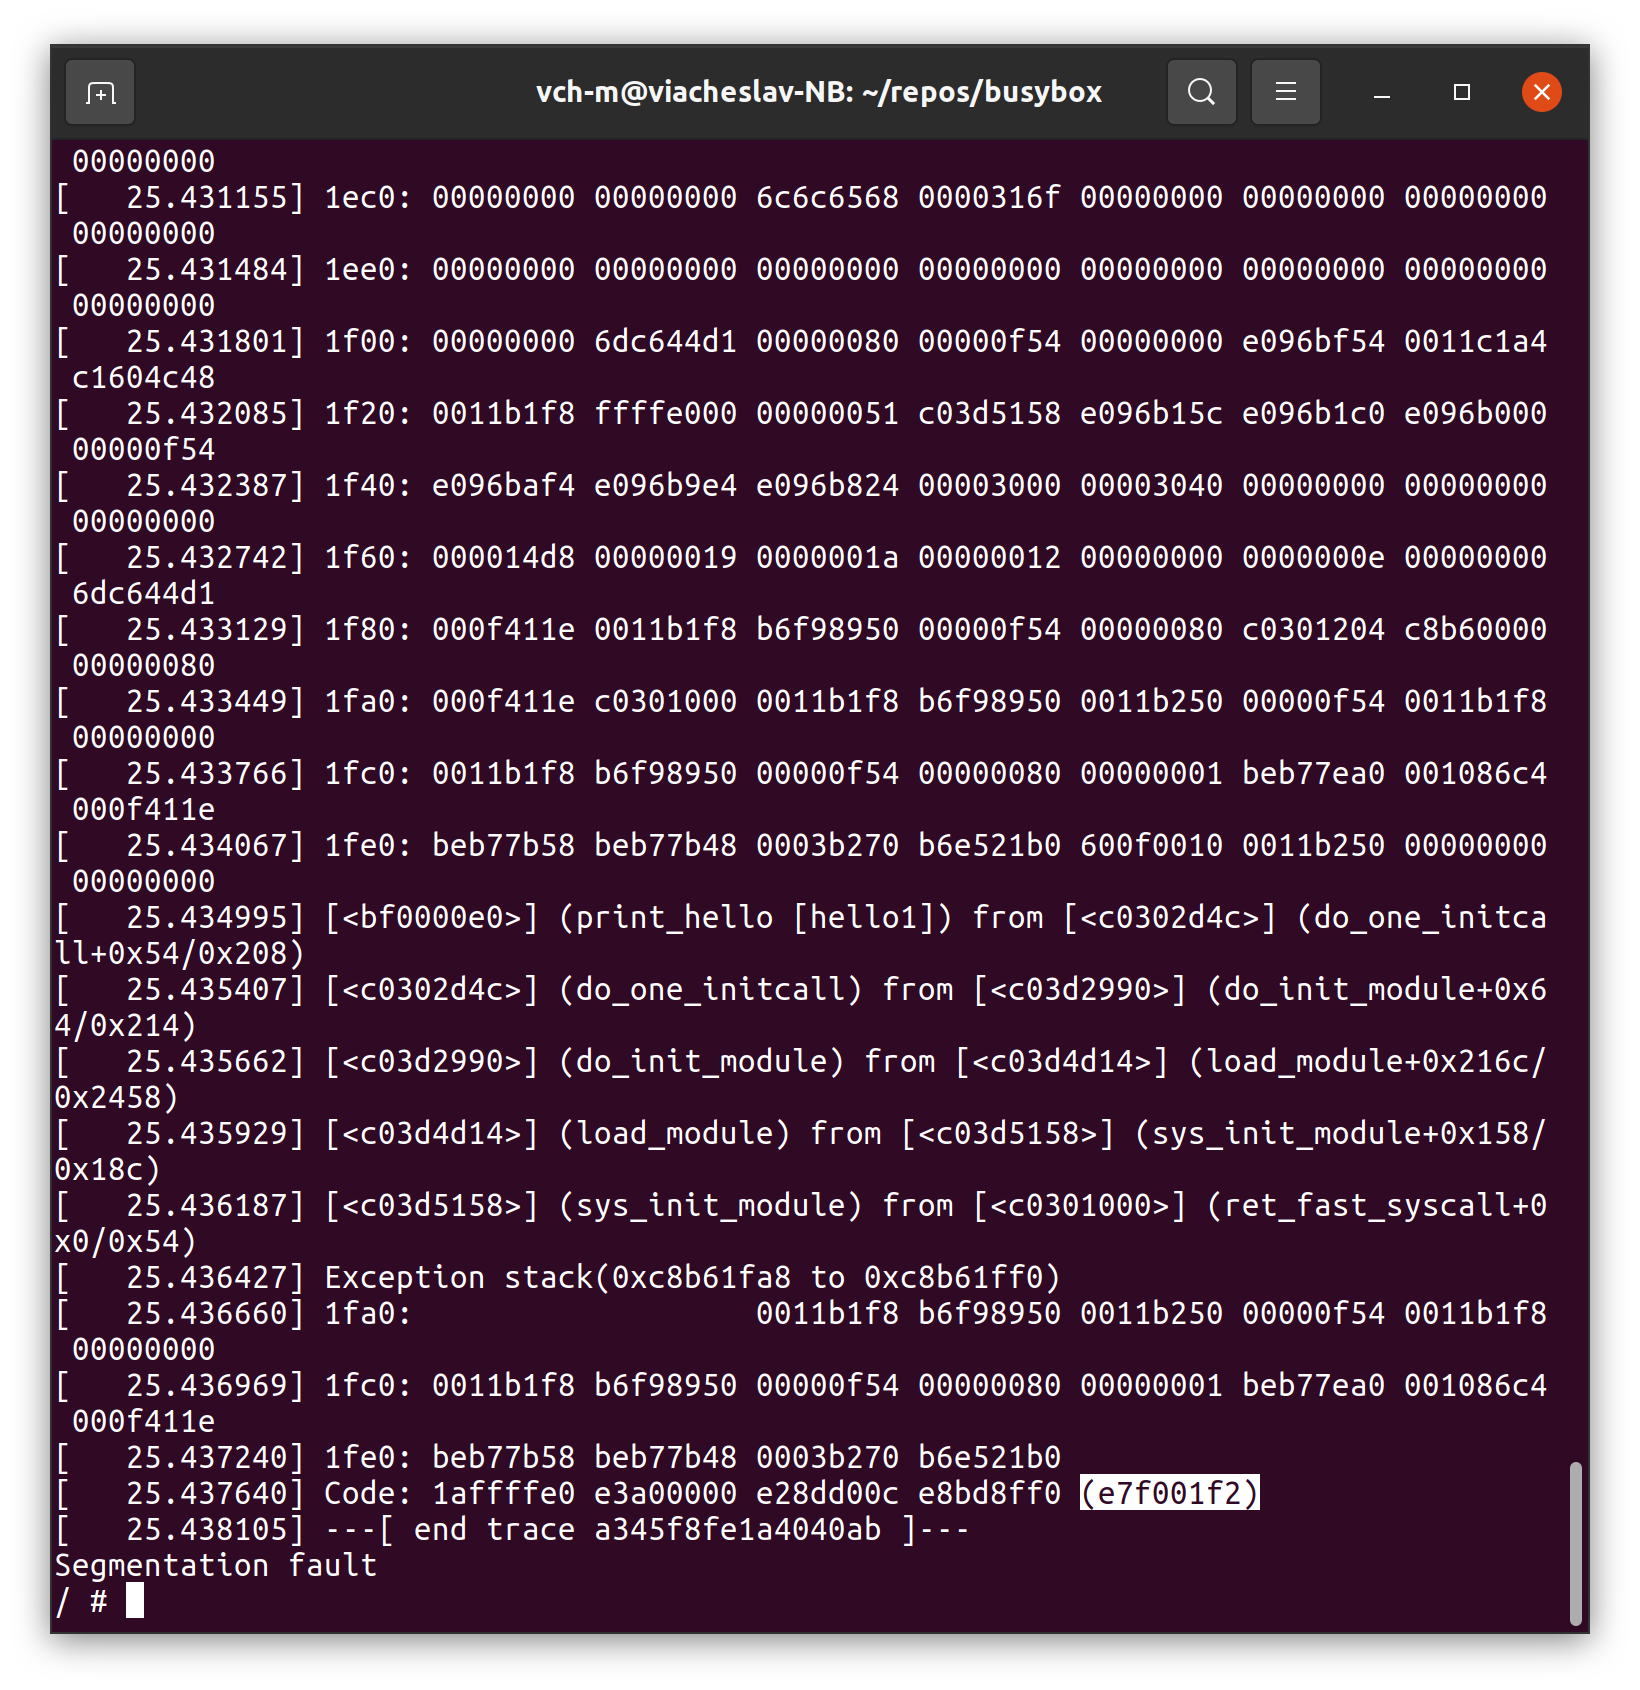 vch-m@viacheslav-NB: ~/repos/busybox
 00000000
[   25.431155] 1ec0: 00000000 00000000 6c6c6568 0000316f 00000000 00000000 00000000
 00000000
[   25.431484] 1ee0: 00000000 00000000 00000000 00000000 00000000 00000000 00000000
 00000000
[   25.431801] 1f00: 00000000 6dc644d1 00000080 00000f54 00000000 e096bf54 0011c1a4
 c1604c48
[   25.432085] 1f20: 0011b1f8 ffffe000 00000051 c03d5158 e096b15c e096b1c0 e096b000
 00000f54
[   25.432387] 1f40: e096baf4 e096b9e4 e096b824 00003000 00003040 00000000 00000000
 00000000
[   25.432742] 1f60: 000014d8 00000019 0000001a 00000012 00000000 0000000e 00000000
 6dc644d1
[   25.433129] 1f80: 000f411e 0011b1f8 b6f98950 00000f54 00000080 c0301204 c8b60000
 00000080
[   25.433449] 1fa0: 000f411e c0301000 0011b1f8 b6f98950 0011b250 00000f54 0011b1f8
 00000000
[   25.433766] 1fc0: 0011b1f8 b6f98950 00000f54 00000080 00000001 beb77ea0 001086c4
 000f411e
[   25.434067] 1fe0: beb77b58 beb77b48 0003b270 b6e521b0 600f0010 0011b250 00000000
 00000000
[   25.434995] [<bf0000e0>] (print_hello [hello1]) from [<c0302d4c>] (do_one_initca
ll+0x54/0x208)
[   25.435407] [<c0302d4c>] (do_one_initcall) from [<c03d2990>] (do_init_module+0x6
4/0x214)
[   25.435662] [<c03d2990>] (do_init_module) from [<c03d4d14>] (load_module+0x216c/
0x2458)
[   25.435929] [<c03d4d14>] (load_module) from [<c03d5158>] (sys_init_module+0x158/
0x18c)
[   25.436187] [<c03d5158>] (sys_init_module) from [<c0301000>] (ret_fast_syscall+0
x0/0x54)
[   25.436427] Exception stack(0xc8b61fa8 to 0xc8b61ff0)
[   25.436660] 1fa0:                   0011b1f8 b6f98950 0011b250 00000f54 0011b1f8
 00000000
[   25.436969] 1fc0: 0011b1f8 b6f98950 00000f54 00000080 00000001 beb77ea0 001086c4
 000f411e
[   25.437240] 1fe0: beb77b58 beb77b48 0003b270 b6e521b0
[   25.437640] Code: 1affffe0 e3a00000 e28dd00c e8bd8ff0 (e7f001f2)
[   25.438105] ---[ end trace a345f8fe1a4040ab ]---
Segmentation fault
/ #